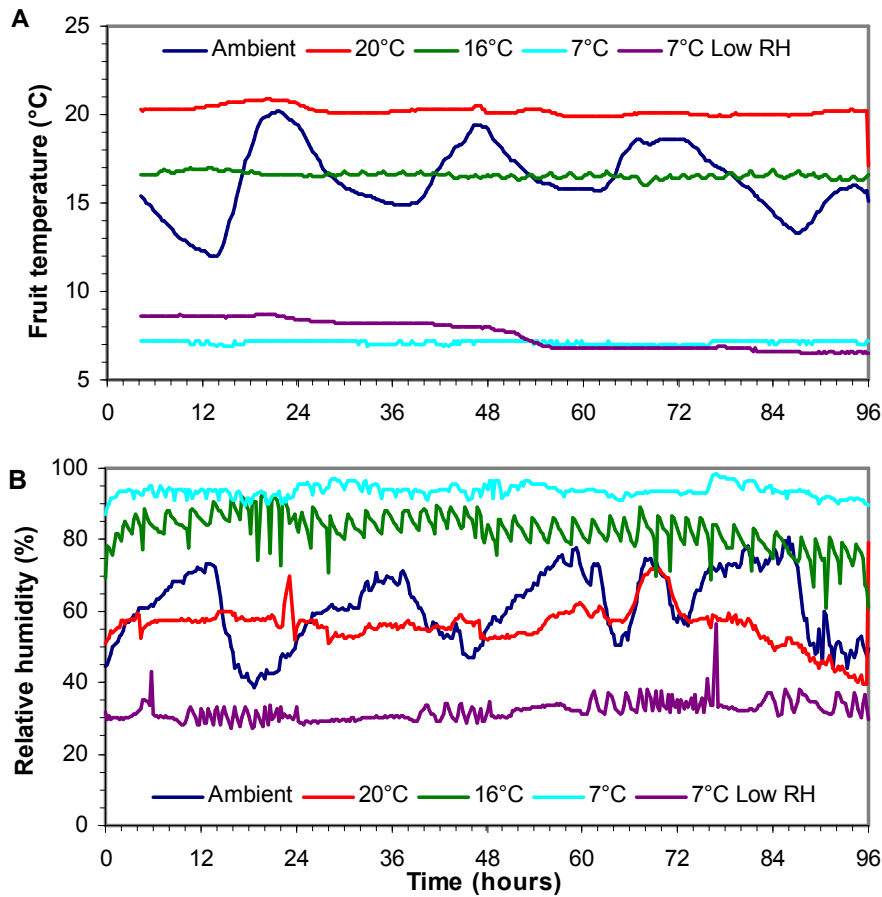 A
Fruit temperature (°C)
25
20
15
10
5
Ambient 20°C 16°C 7°C 7°C Low RH
0 12 24 36 48 60 72 84 96
B
Relative humidity (%)
100
80
60
40
20
0
Ambient 20°C 16°C 7°C 7°C Low RH
0 12 24 36 48 60 72 84 96
Time (hours)